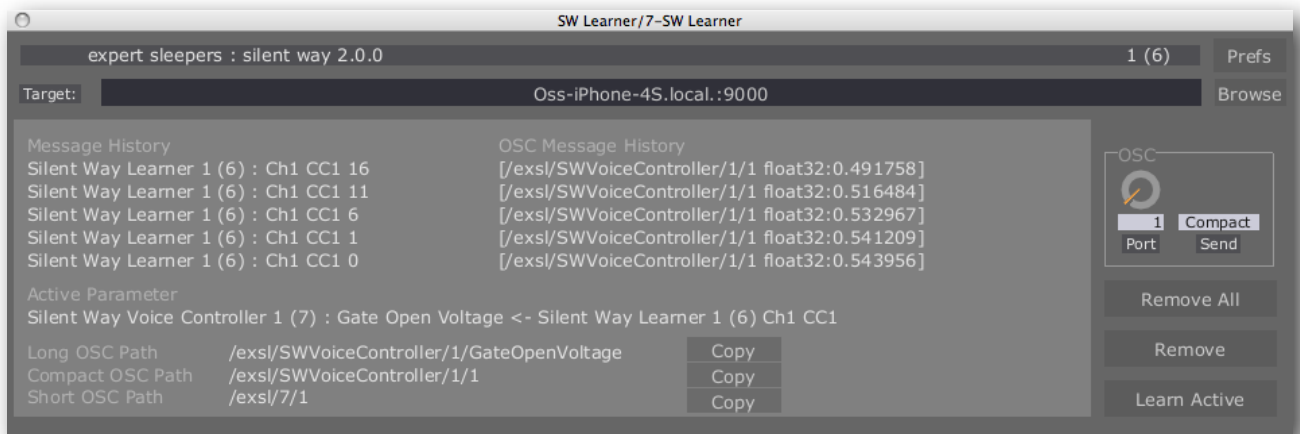 SW Learner/7-SW Learner
expert sleepers : silent way 2.0.0 1 (6) Prefs
Target: Oss-iPhone-4S.local.:9000 Browse
Message History OSC Message History
Silent Way Learner 1 (6) : Ch1 CC1 16 [/exsl/SWVoiceController/1/1 float32:0.491758]
Silent Way Learner 1 (6) : Ch1 CC1 11 [/exsl/SWVoiceController/1/1 float32:0.516484]
Silent Way Learner 1 (6) : Ch1 CC1 6 [/exsl/SWVoiceController/1/1 float32:0.532967]
Silent Way Learner 1 (6) : Ch1 CC1 1 [/exsl/SWVoiceController/1/1 float32:0.541209]
Silent Way Learner 1 (6) : Ch1 CC1 0 [/exsl/SWVoiceController/1/1 float32:0.543956]
Active Parameter
Silent Way Voice Controller 1 (7) : Gate Open Voltage <- Silent Way Learner 1 (6) Ch1 CC1
Long OSC Path /exsl/SWVoiceController/1/GateOpenVoltage Copy
Compact OSC Path /exsl/SWVoiceController/1/1 Copy
Short OSC Path /exsl/7/1 Copy
OSC
1 Compact
Port Send
Remove All
Remove
Learn Active